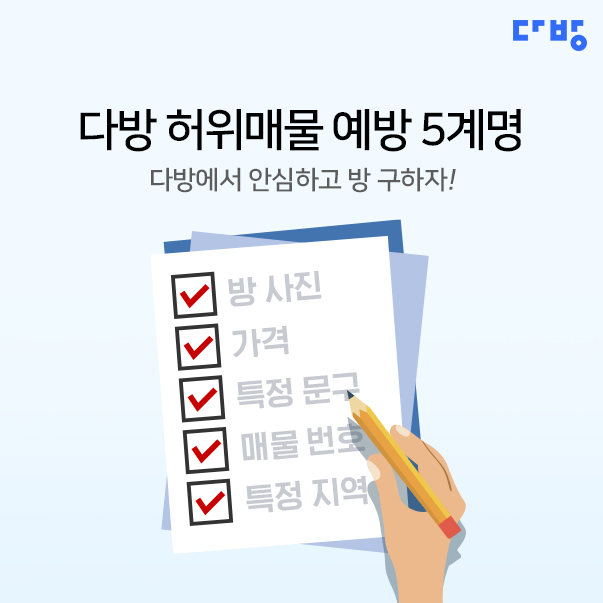 다방
다방 허위매물 예방 5계명
다방에서 안심하고 방 구하자!
방 사진
가격
특정 문구
매물 번호
특정 지역